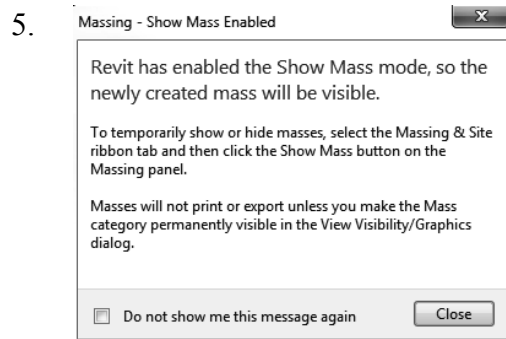 5.
Massing - Show Mass Enabled
x
Revit has enabled the Show Mass mode, so the
newly created mass will be visible.
To temporarily show or hide masses, select the Massing & Site
ribbon tab and then click the Show Mass button on the
Massing panel.
Masses will not print or export unless you make the Mass
category permanently visible in the View Visibility/Graphics
dialog.
Do not show me this message again
Close